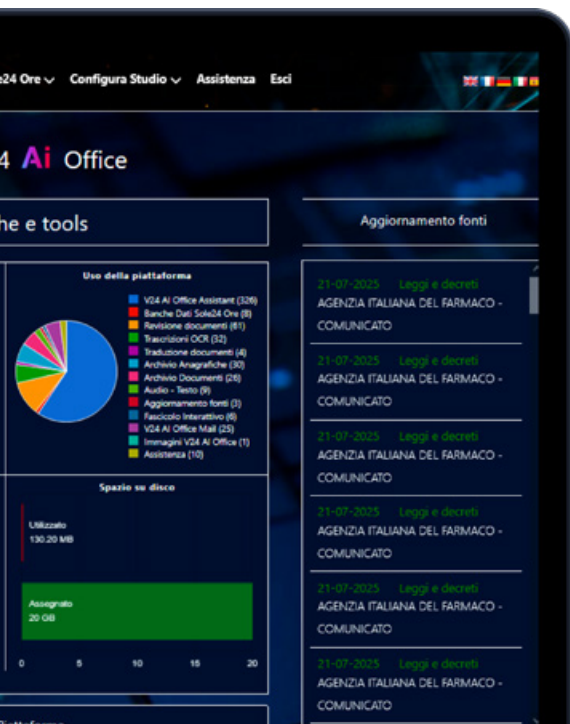 24 Ore Configura Studio Assistenza Esci
4 Ai Office
he e tools
Uso della piattaforma
V24 AI Office Assistant (326)
Banche Dati Sole24 Ore (8)
Revisione documenti (61)
Trascrizioni OCR (32)
Traduzione documenti (4)
Archivio Anagrafiche (30)
Archivio Documenti (26)
Audio - Testo (9)
Aggiornamento fonti (3)
Fascicolo Interattivo (6)
V24 AI Office Mail (25)
Immagini V24 AI Office (1)
Assistenza (10)
Spazio su disco
Utilizzato
130.20 MB
Assegnato
20 GB
0 5 10 15 20
Aggiornamento fonti
21-07-2025 Leggi e decreti
AGENZIA ITALIANA DEL FARMACO -
COMUNICATO
21-07-2025 Leggi e decreti
AGENZIA ITALIANA DEL FARMACO -
COMUNICATO
21-07-2025 Leggi e decreti
AGENZIA ITALIANA DEL FARMACO -
COMUNICATO
21-07-2025 Leggi e decreti
AGENZIA ITALIANA DEL FARMACO -
COMUNICATO
21-07-2025 Leggi e decreti
AGENZIA ITALIANA DEL FARMACO -
COMUNICATO
21-07-2025 Leggi e decreti
AGENZIA ITALIANA DEL FARMACO -
COMUNICATO